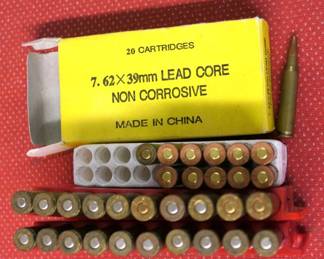 20 CARTRIDGES
7.62×39mm LEAD CORE
NON CORROSIVE
MADE IN CHINA